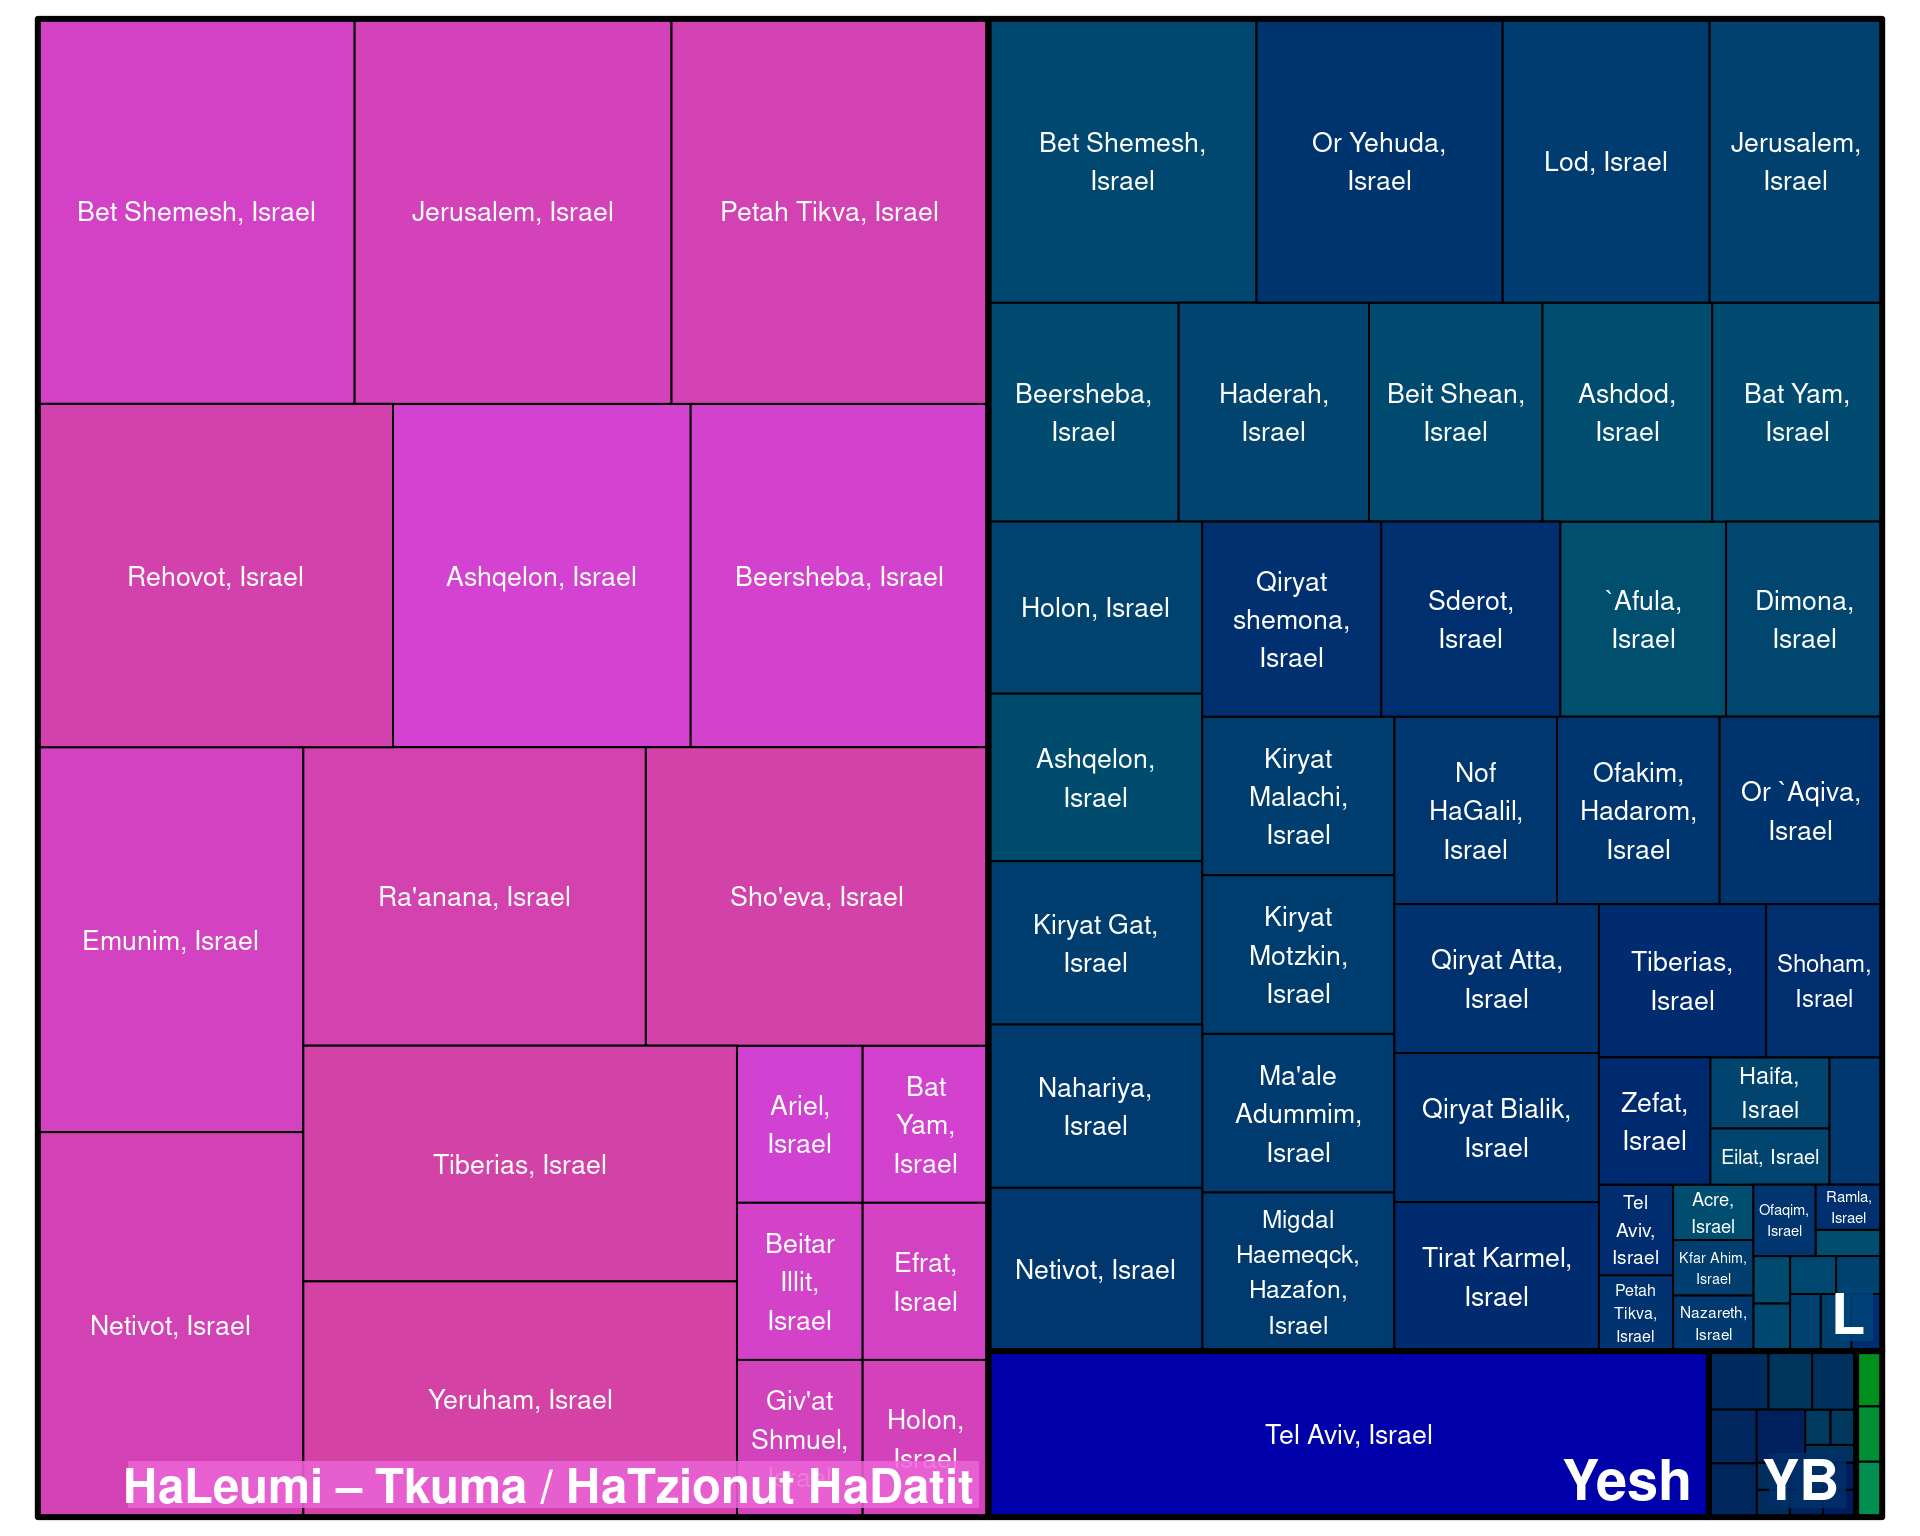 Bet Shemesh, Israel
Jerusalem, Israel
Petah Tikva, Israel
Rehovot, Israel
Ashqelon, Israel
Beersheba, Israel
Emunim, Israel
Ra'anana, Israel
Sho'eva, Israel
Netivot, Israel
Tiberias, Israel
Yeruham, Israel
Ariel,
Israel
Bat
Yam,
Israel
Beitar
Illit,
Israel
Efrat,
Israel
Giv'at
Shmuel,
Israel
Holon,
Israel
HaLeumi – Tkuma / HaTzionut HaDatit
Bet Shemesh,
Israel
Or Yehuda,
Israel
Lod, Israel
Jerusalem,
Israel
Beersheba,
Israel
Haderah,
Israel
Beit Shean,
Israel
Ashdod,
Israel
Bat Yam,
Israel
Holon, Israel
Qiryat
shemona,
Israel
Sderot,
Israel
`Afula,
Israel
Dimona,
Israel
Ashqelon,
Israel
Kiryat
Malachi,
Israel
Nof
HaGalil,
Israel
Ofakim,
Hadarom,
Israel
Or `Aqiva,
Israel
Kiryat Gat,
Israel
Kiryat
Motzkin,
Israel
Qiryat Atta,
Israel
Tiberias,
Israel
Shoham,
Israel
Nahariya,
Israel
Ma'ale
Adummim,
Israel
Qiryat Bialik,
Israel
Zefat,
Israel
Haifa,
Israel
Eilat, Israel
Netivot, Israel
Migdal
Haemeqck,
Hazafon,
Israel
Tirat Karmel,
Israel
Tel
Aviv,
Israel
Acre,
Israel
Ofaqim,
Israel
Ramla,
Israel
Kfar Ahim,
Israel
Petah
Tikva,
Israel
Nazareth,
Israel
L
Tel Aviv, Israel
Yesh
YB